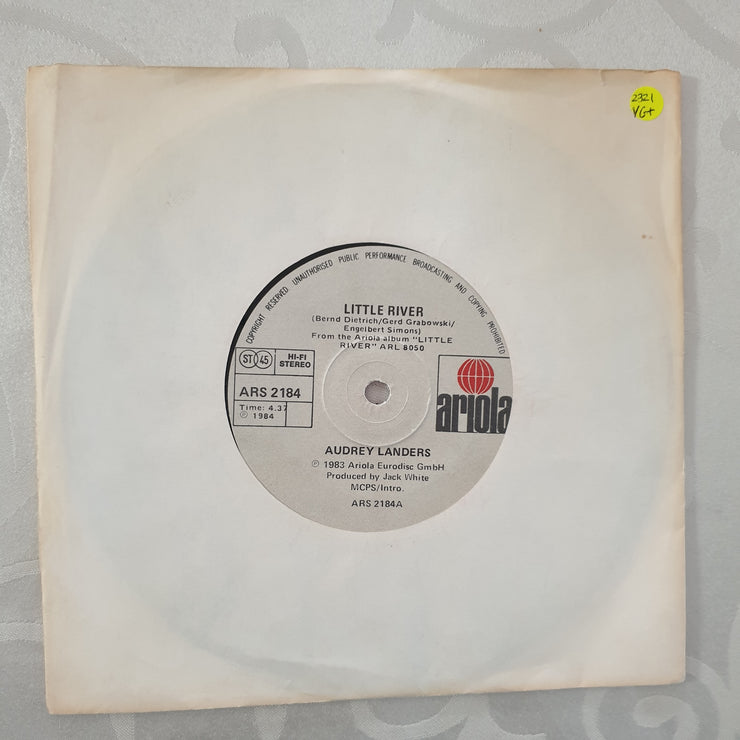 2321
VG+
COPYRIGHT RESERVED. UNAUTHORISED PUBLIC PERFORMANCE BROADCASTING AND COPYING PROHIBITED
LITTLE RIVER
(Bernd Dietrich/Gerd Grabowski/
Engelbert Simons)
From the Ariola album "LITTLE
RIVER" ARL 8050
ST 45 HI-FI
STEREO
ARS 2184
Time: 4.37
℗ 1984
ariola
AUDREY LANDERS
℗ 1983 Ariola Eurodisc GmbH
Produced by Jack White
MCPS/Intro.
ARS 2184A